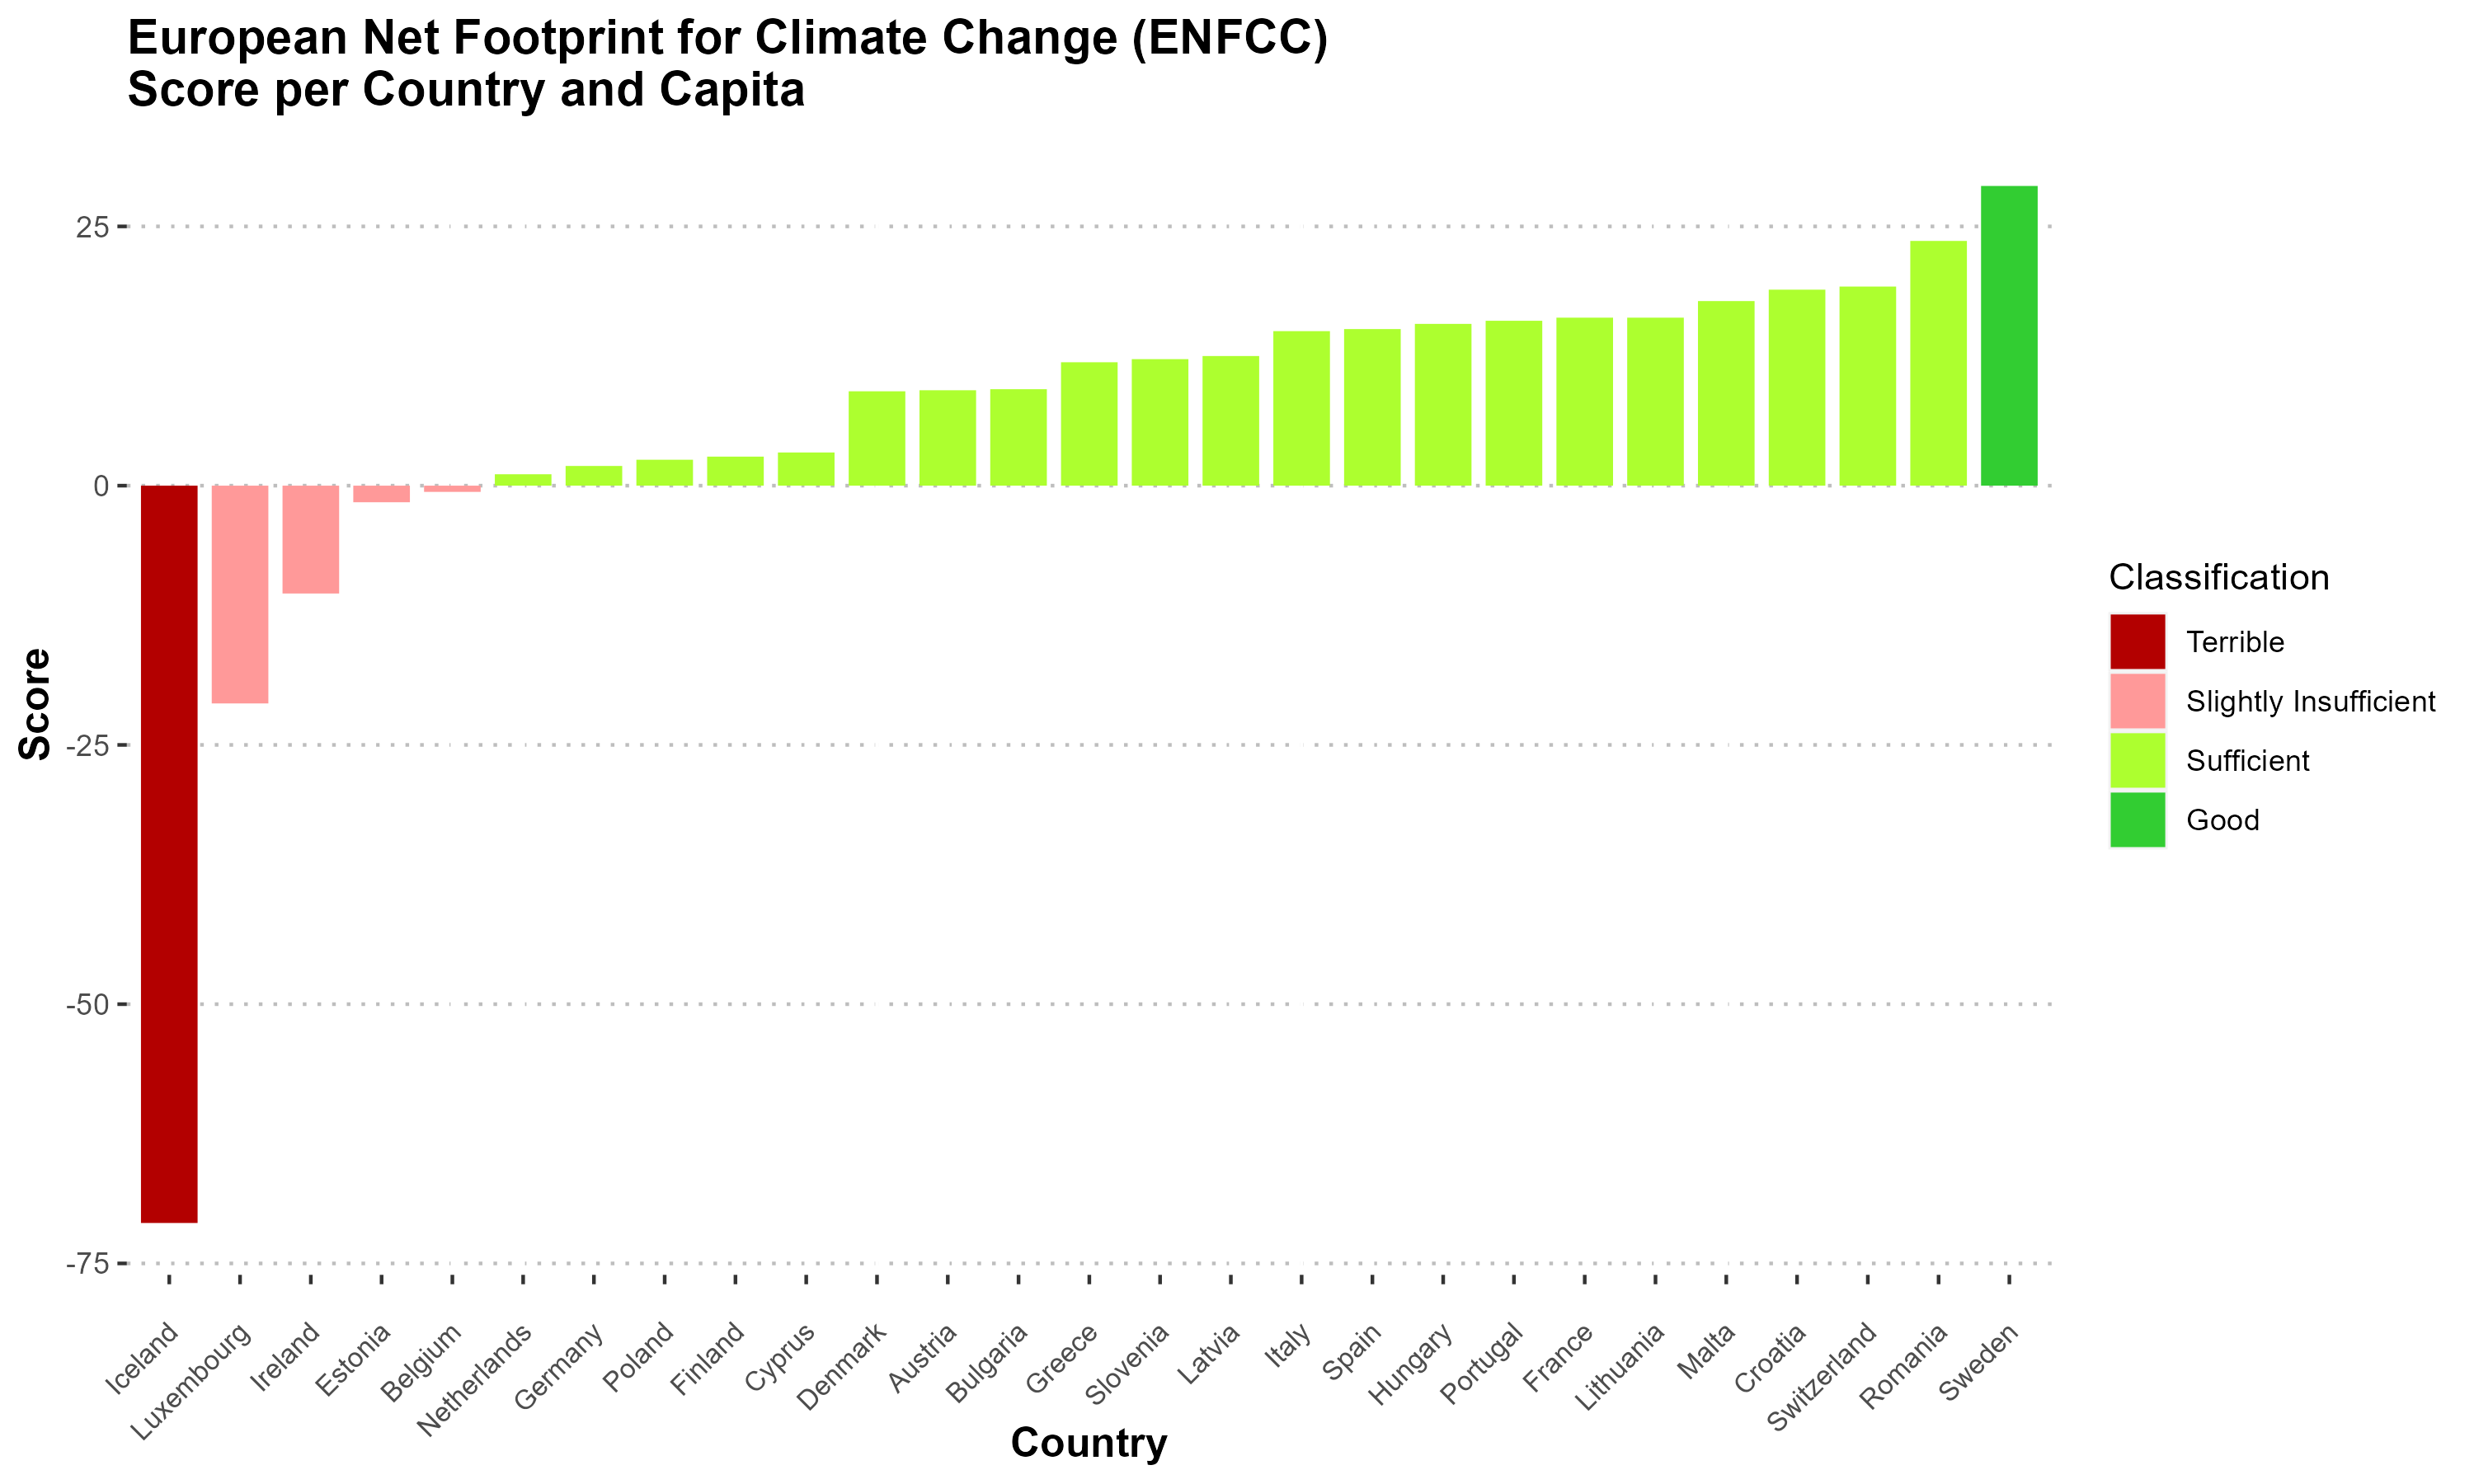 European Net Footprint for Climate Change (ENFCC)
Score per Country and Capita
25
0
-25
-50
-75
Score
Iceland
Luxembourg
Ireland
Estonia
Belgium
Netherlands
Germany
Poland
Finland
Cyprus
Denmark
Austria
Bulgaria
Greece
Slovenia
Latvia
Italy
Spain
Hungary
Portugal
France
Lithuania
Malta
Croatia
Switzerland
Romania
Sweden
Country
Classification
Terrible
Slightly Insufficient
Sufficient
Good